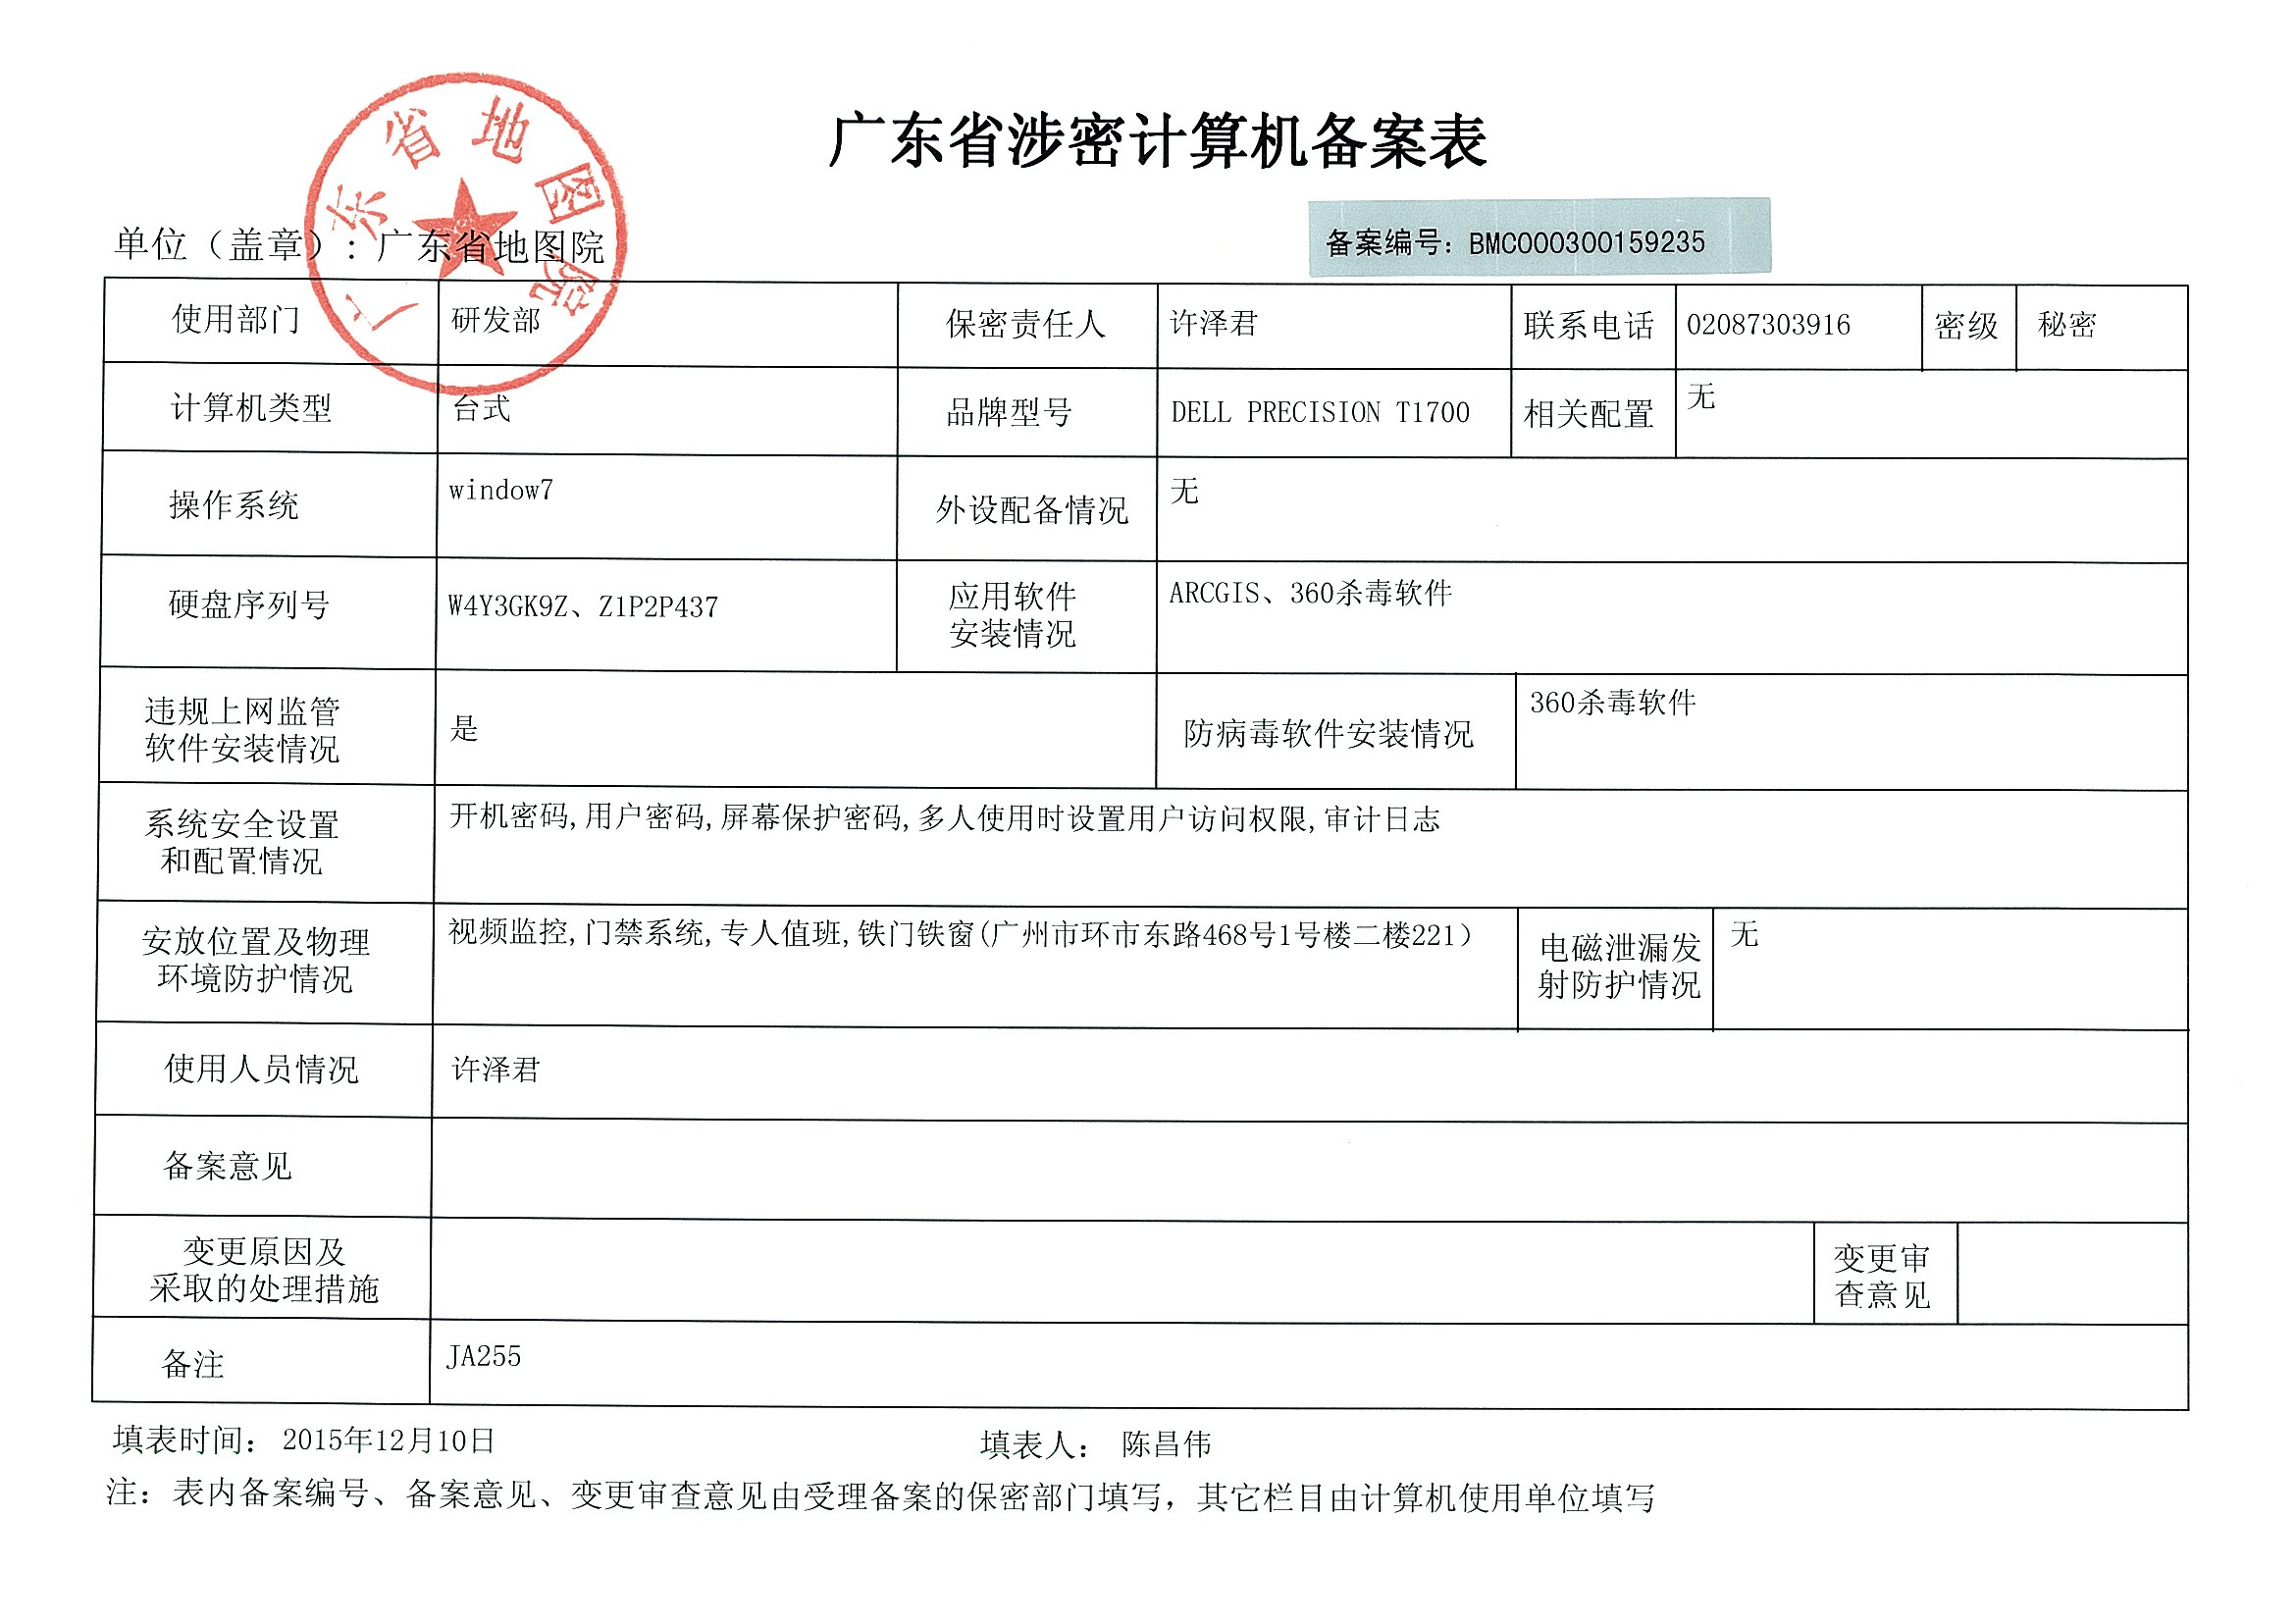 广东省涉密计算机备案表
广东省地图院
单位（盖章）：广东省地图院
备案编号：BMC000300159235
使用部门 研发部 保密责任人 许泽君 联系电话 02087303916 密级 秘密
计算机类型 台式 品牌型号 DELL PRECISION T1700 相关配置 无
操作系统 window7 外设配备情况 无
硬盘序列号 W4Y3GK9Z、Z1P2P437 应用软件
安装情况 ARCGIS、360杀毒软件
违规上网监管
软件安装情况 是 防病毒软件安装情况 360杀毒软件
系统安全设置
和配置情况 开机密码,用户密码,屏幕保护密码,多人使用时设置用户访问权限,审计日志
安放位置及物理
环境防护情况 视频监控,门禁系统,专人值班,铁门铁窗(广州市环市东路468号1号楼二楼221） 电磁泄漏发
射防护情况 无
使用人员情况 许泽君
备案意见
变更原因及
采取的处理措施 变更审
查意见
备注 JA255
填表时间： 2015年12月10日 填表人： 陈昌伟
注：表内备案编号、备案意见、变更审查意见由受理备案的保密部门填写，其它栏目由计算机使用单位填写